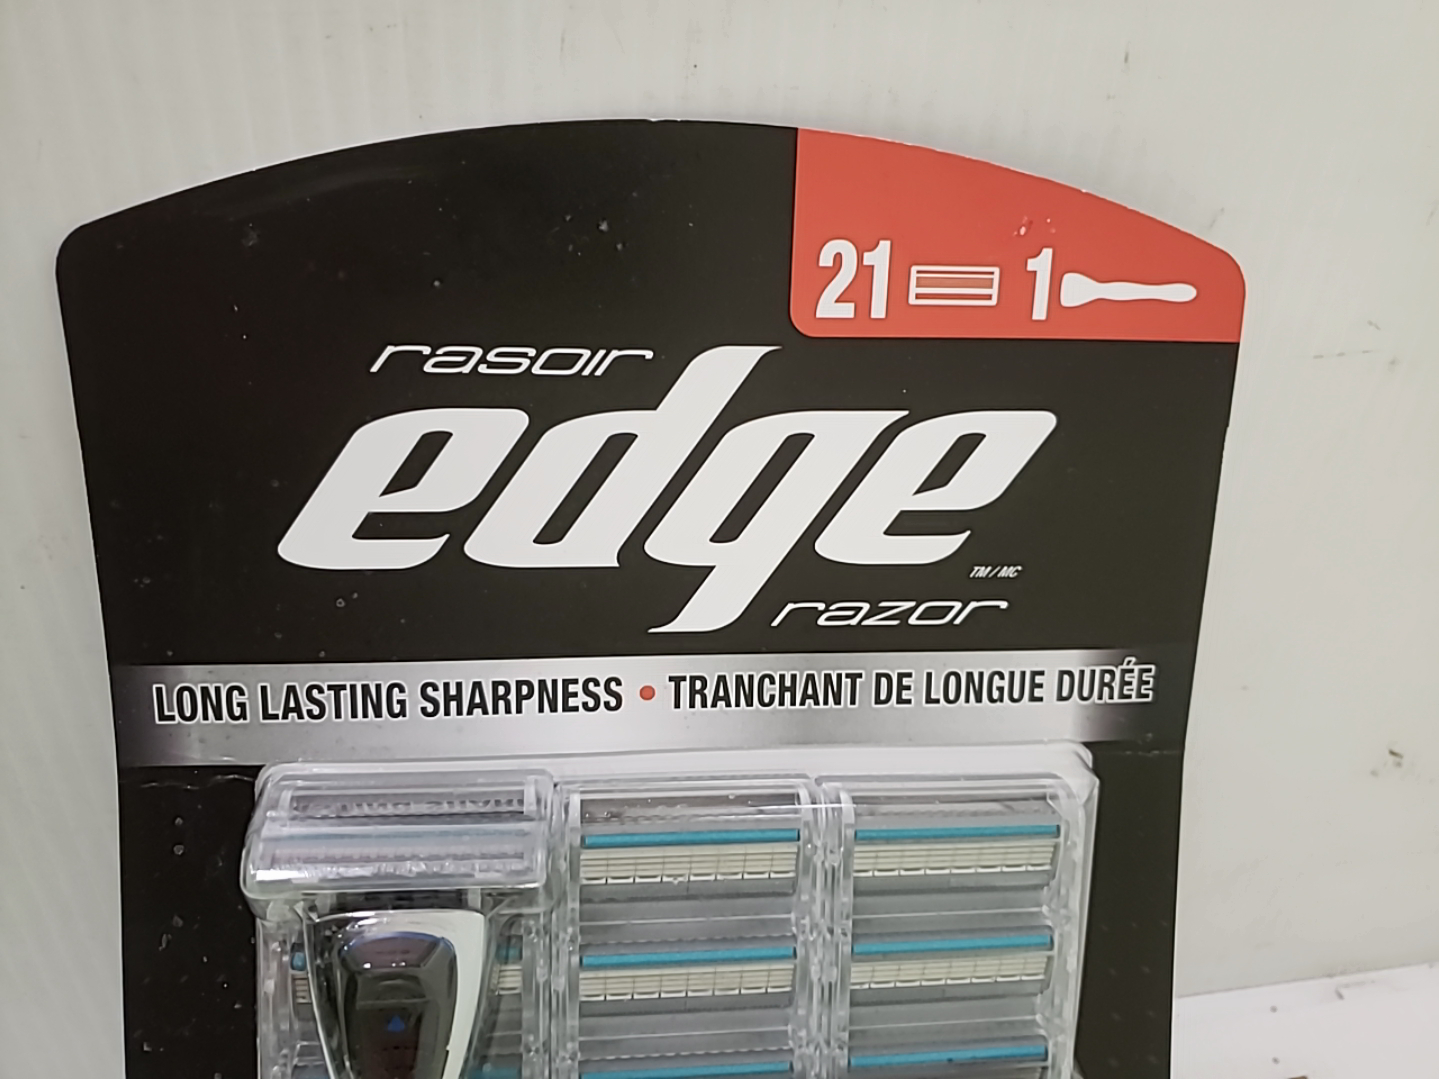 21 1
rasoir
edge
TM/MC
razor
LONG LASTING SHARPNESS • TRANCHANT DE LONGUE DURÉE